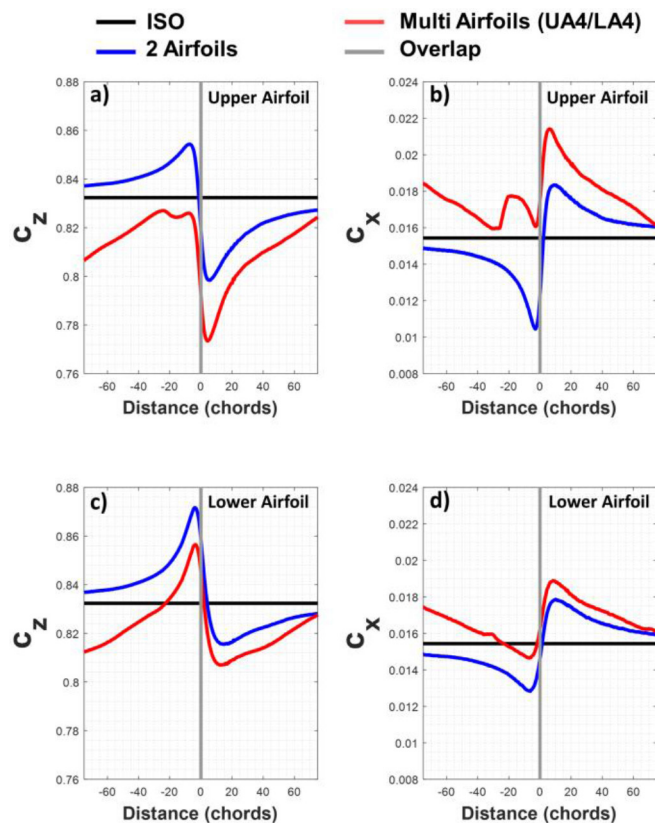 ISO
Multi Airfoils (UA4/LA4)
2 Airfoils
Overlap
a)
Upper Airfoil
0.88
0.86
0.84
0.82
0.8
0.78
0.76
cz
-60 -40 -20 0 20 40 60
Distance (chords)
b)
Upper Airfoil
0.024
0.022
0.02
0.018
0.016
0.014
0.012
0.01
0.008
cx
-60 -40 -20 0 20 40 60
Distance (chords)
c)
Lower Airfoil
0.88
0.86
0.84
0.82
0.8
0.78
0.76
cz
-60 -40 -20 0 20 40 60
Distance (chords)
d)
Lower Airfoil
0.024
0.022
0.02
0.018
0.016
0.014
0.012
0.01
0.008
cx
-60 -40 -20 0 20 40 60
Distance (chords)